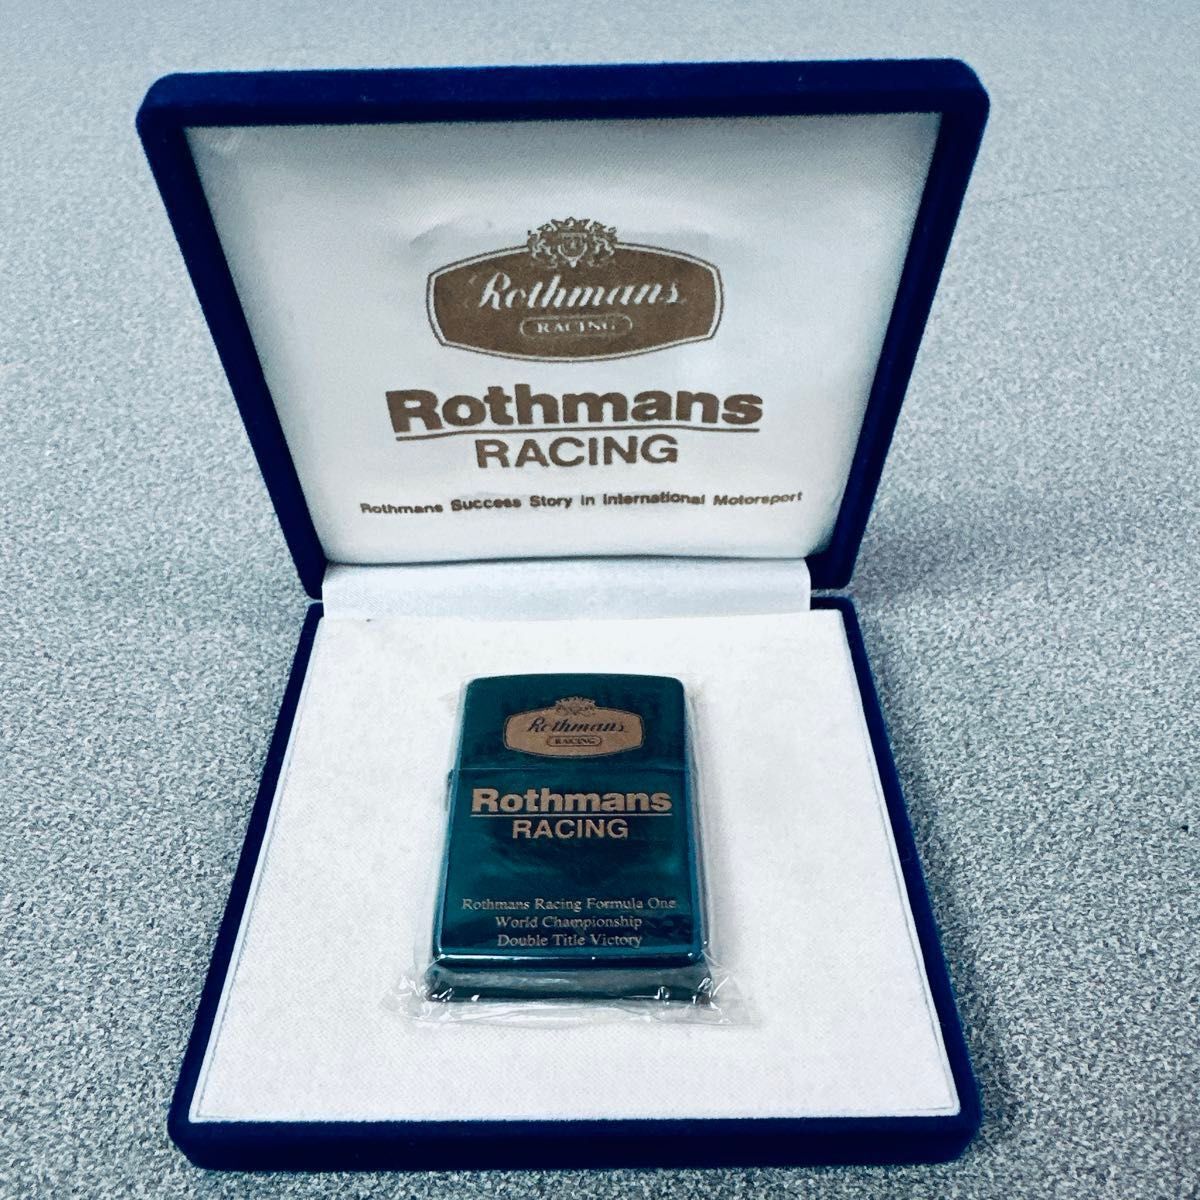 Rothmans
RACING
Rothmans
RACING
Rothmans Success Story in International Motorsport
Rothmans
RACING
Rothmans
RACING
Rothmans Racing Formula One
World Championship
Double Title Victory